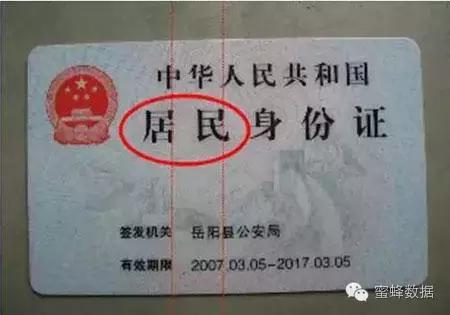 中华人民共和国
居民身份证
签发机关 岳阳县公安局
有效期限 2007.03.05-2017.03.05
蜜蜂数据